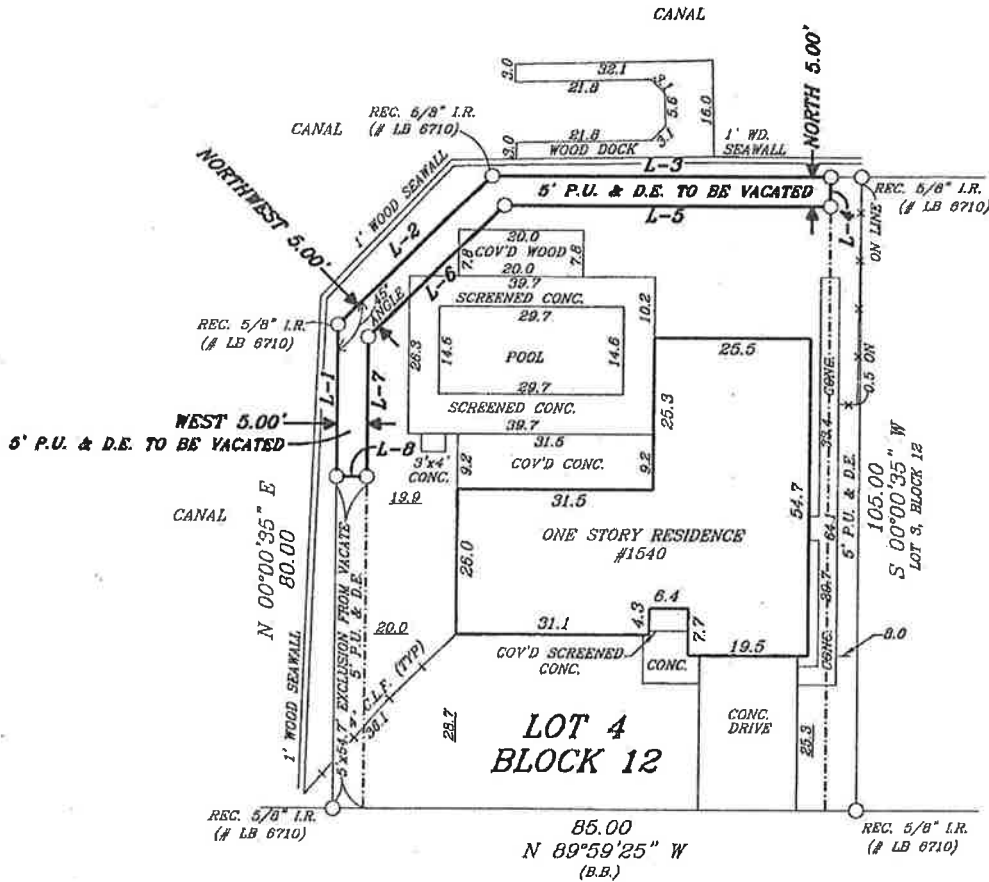 CANAL
3.0
32.1
21.8
2.1
5.6
3.1
16.0
NORTH 5.00'
REC. 5/8" I.R.
(# LB 6710)
CANAL
3.0
21.8
WOOD DOCK
1' WD.
SEAWALL
NORTHWEST 5.00'
1' WOOD SEAWALL
L-3
5' P.U. & D.E. TO BE VACATED
L-5
L-4
REC. 5/8" I.R.
(# LB 6710)
ON LINE
L-2
L-6
45°
ANGLE
20.0
7.8
COV'D WOOD
7.8
20.0
39.7
SCREENED CONC.
29.7
10.2
REC. 5/8" I.R.
(# LB 6710)
26.3
14.5
POOL
14.6
29.7
SCREENED CONC.
39.7
25.5
25.3
CONC.
0.5 ON
L-1
L-7
WEST 5.00'
5' P.U. & D.E. TO BE VACATED
L-8
3'x4'
CONC.
31.5
9.2
COV'D CONC.
9.2
19.9
31.5
33.4
54.7
64.1
5' P.U. & D.E.
105.00
S 00°00'35" W
LOT 3, BLOCK 12
CANAL
N 00°00'35" E
80.00
ONE STORY RESIDENCE
#1540
26.0
39.7
6.4
4.3
7.7
31.1
19.5
20.0
COV'D SCREENED
CONC.
CONC.
CONC.
8.0
1' WOOD SEAWALL
5'x54.7' EXCLUSION FROM VACATE
5' P.U. & D.E.
4' C.L.F. (TYP)
36.1
28.7
LOT 4
BLOCK 12
CONC.
DRIVE
25.3
REC. 5/8" I.R.
(# LB 6710)
85.00
N 89°59'25" W
(B.B.)
REC. 5/8" I.R.
(# LB 6710)